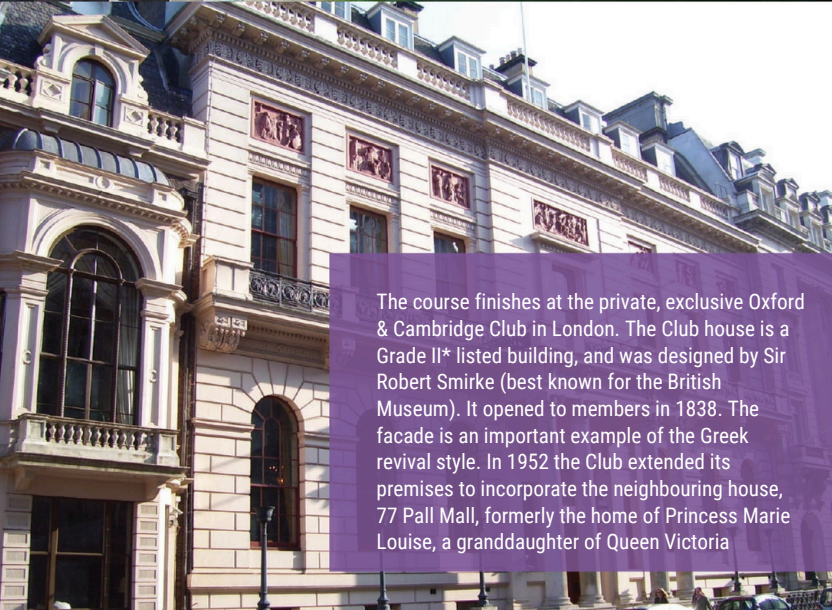 The course finishes at the private, exclusive Oxford
& Cambridge Club in London. The Club house is a
Grade II* listed building, and was designed by Sir
Robert Smirke (best known for the British
Museum). It opened to members in 1838. The
facade is an important example of the Greek
revival style. In 1952 the Club extended its
premises to incorporate the neighbouring house,
77 Pall Mall, formerly the home of Princess Marie
Louise, a granddaughter of Queen Victoria